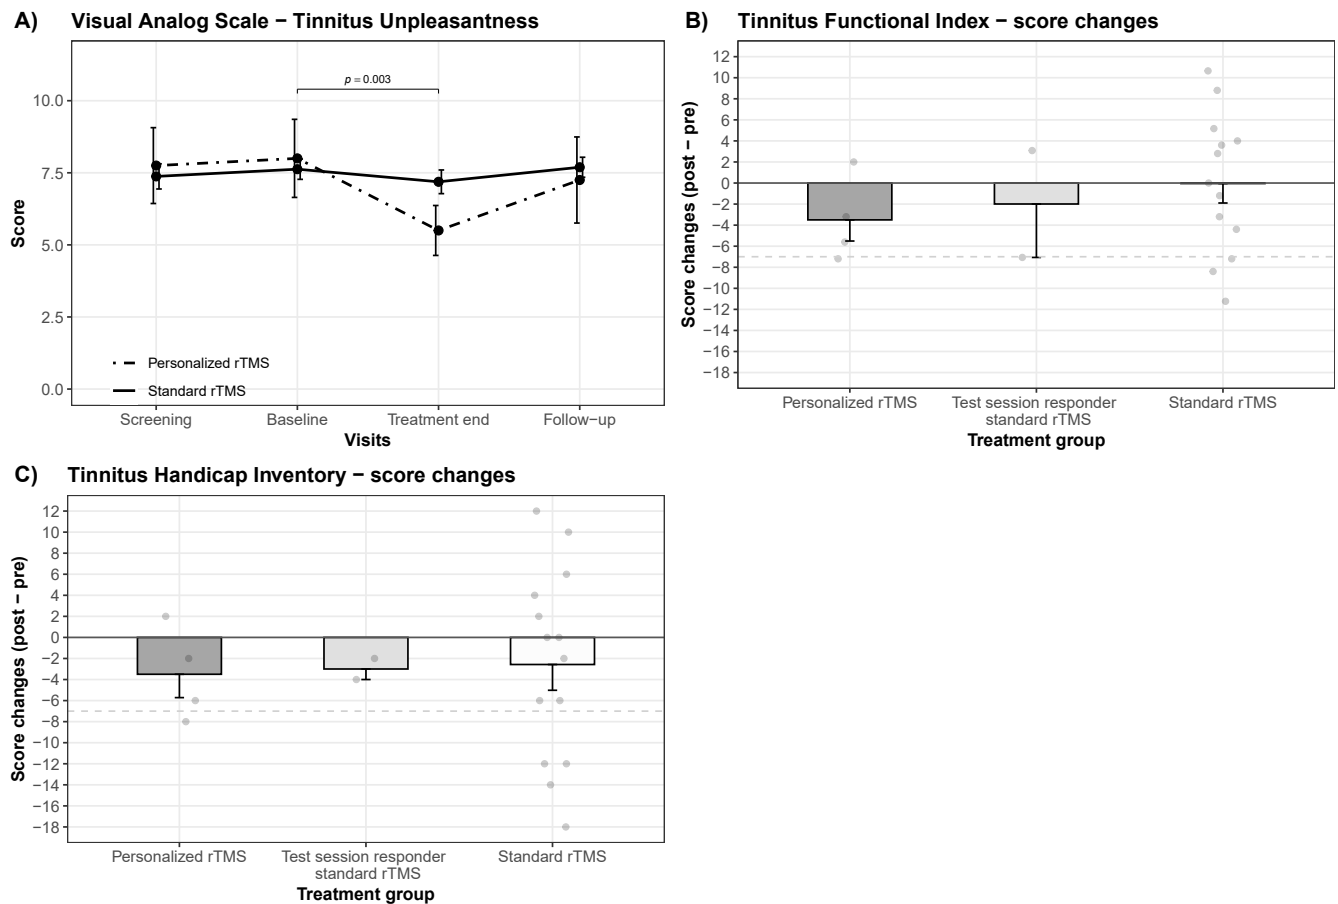 A) Visual Analog Scale − Tinnitus Unpleasantness
Score
10.0
7.5
5.0
2.5
0.0
p = 0.003
Personalized rTMS
Standard rTMS
Screening Baseline Treatment end Follow−up
Visits
B) Tinnitus Functional Index − score changes
Score changes (post − pre)
12
10
8
6
4
2
0
−2
−4
−6
−8
−10
−12
−14
−16
−18
Personalized rTMS Test session responder Standard rTMS
standard rTMS
Treatment group
C) Tinnitus Handicap Inventory − score changes
Score changes (post − pre)
12
10
8
6
4
2
0
−2
−4
−6
−8
−10
−12
−14
−16
−18
Personalized rTMS Test session responder Standard rTMS
standard rTMS
Treatment group